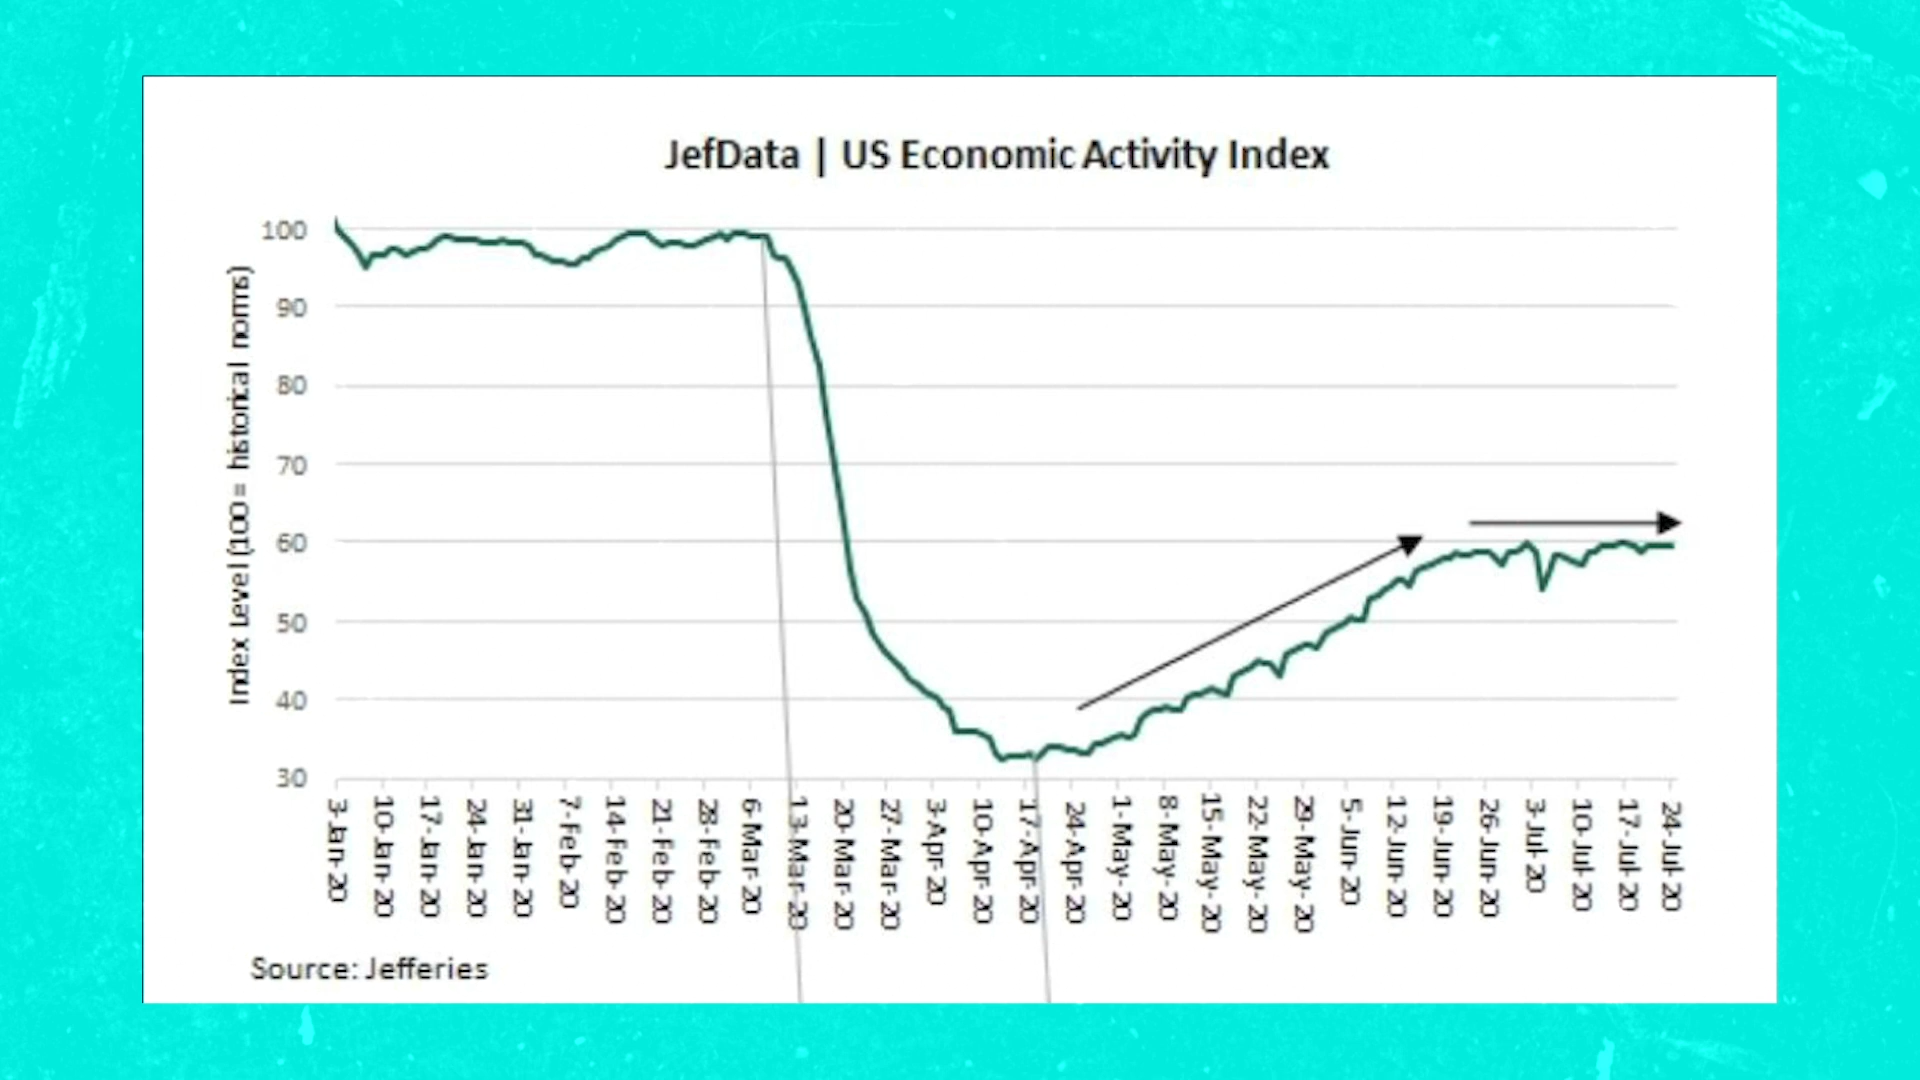 JefData | US Economic Activity Index
Index Level (100 = historical norms)
100
90
80
70
60
50
40
30
3-Jan-20
10-Jan-20
17-Jan-20
24-Jan-20
31-Jan-20
7-Feb-20
14-Feb-20
21-Feb-20
28-Feb-20
6-Mar-20
13-Mar-20
20-Mar-20
27-Mar-20
3-Apr-20
10-Apr-20
17-Apr-20
24-Apr-20
1-May-20
8-May-20
15-May-20
22-May-20
29-May-20
5-Jun-20
12-Jun-20
19-Jun-20
26-Jun-20
3-Jul-20
10-Jul-20
17-Jul-20
24-Jul-20
Source: Jefferies